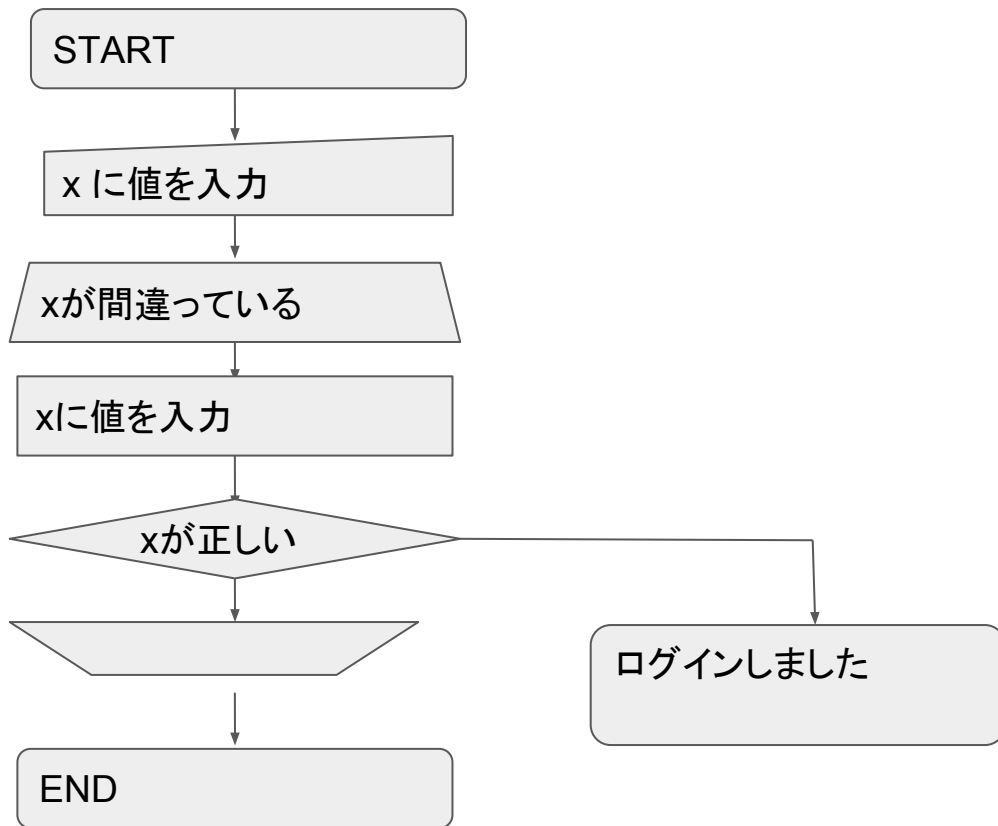 START
x に値を入力
xが間違っている
xに値を入力
xが正しい
ログインしました
END